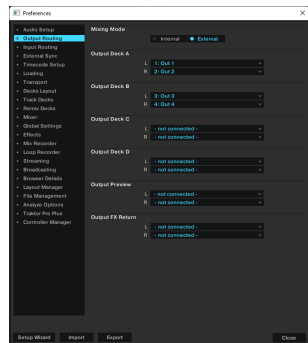 Preferences
Audio Setup
Output Routing
Input Routing
External Sync
Timecode Setup
Loading
Transport
Decks Layout
Track Decks
Remix Decks
Mixer
Global Settings
Effects
Mix Recorder
Loop Recorder
Streaming
Broadcasting
Browser Details
Layout Manager
File Management
Analyze Options
Traktor Pro Plus
Controller Manager
Mixing Mode
Internal External
Output Deck A
L 1: Out 1
R 2: Out 2
Output Deck B
L 3: Out 3
R 4: Out 4
Output Deck C
L - not connected -
R - not connected -
Output Deck D
L - not connected -
R - not connected -
Output Preview
L - not connected -
R - not connected -
Output FX Return
L - not connected -
R - not connected -
Setup Wizard Import Export Close